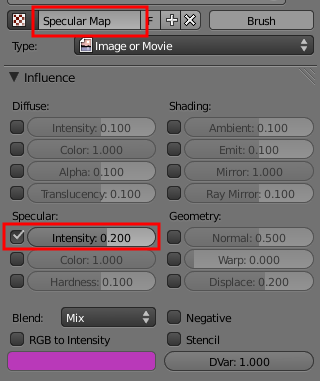 Specular Map F Brush
Type: Image or Movie
Influence
Diffuse: Shading:
Intensity: 0.100 Ambient: 0.100
Color: 1.000 Emit: 0.100
Alpha: 0.100 Mirror: 1.000
Translucency: 0.100 Ray Mirror: 0.100
Specular: Geometry:
Intensity: 0.200 Normal: 0.500
Color: 1.000 Warp: 0.000
Hardness: 0.100 Displace: 0.200
Blend: Mix Negative
RGB to Intensity Stencil
DVar: 1.000